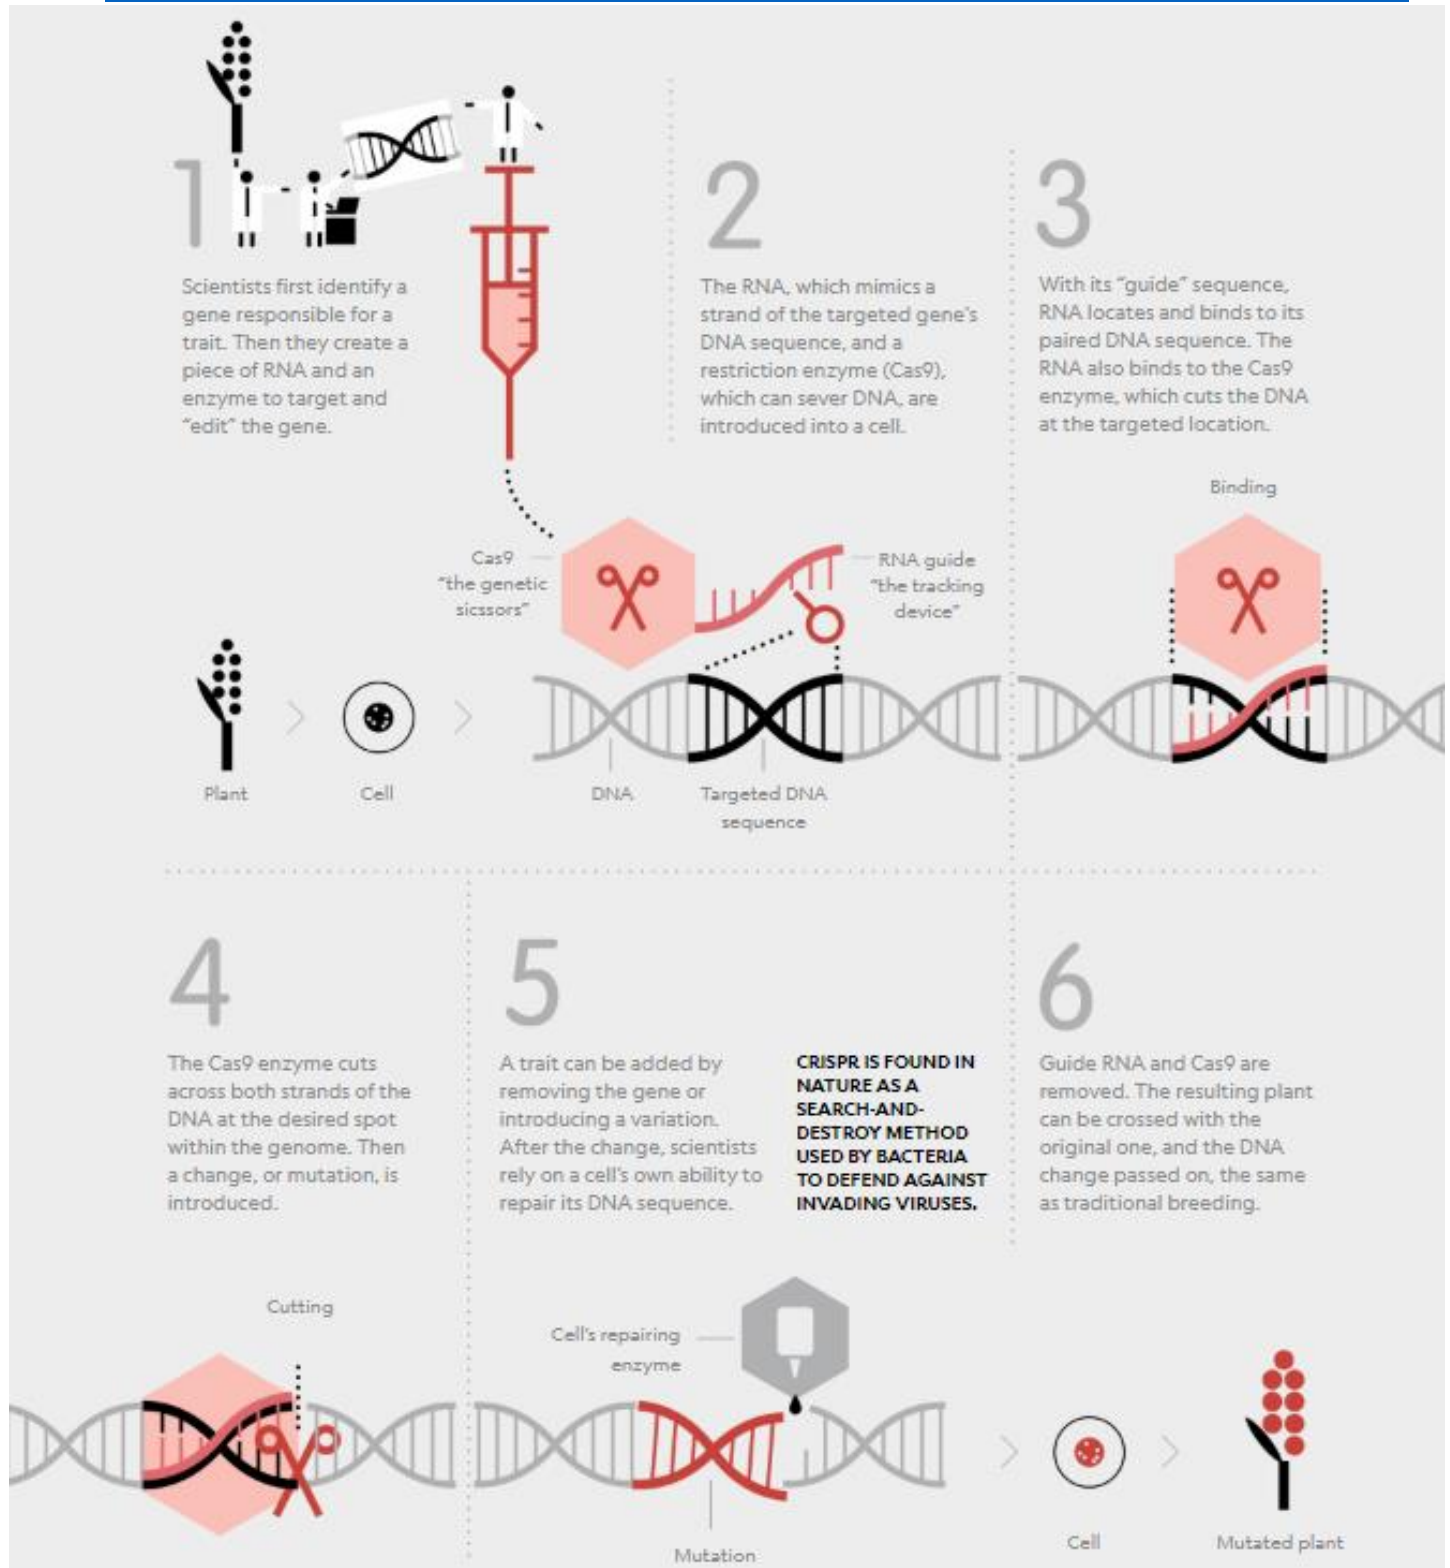 1
Scientists first identify a
gene responsible for a
trait. Then they create a
piece of RNA and an
enzyme to target and
"edit" the gene.
2
The RNA, which mimics a
strand of the targeted gene's
DNA sequence, and a
restriction enzyme (Cas9),
which can sever DNA, are
introduced into a cell.
3
With its "guide" sequence,
RNA locates and binds to its
paired DNA sequence. The
RNA also binds to the Cas9
enzyme, which cuts the DNA
at the targeted location.
Binding
Cas9
"the genetic
sicssors"
RNA guide
"the tracking
device"
Plant
Cell
DNA
Targeted DNA
sequence
4
The Cas9 enzyme cuts
across both strands of the
DNA at the desired spot
within the genome. Then
a change, or mutation, is
introduced.
Cutting
5
A trait can be added by
removing the gene or
introducing a variation.
After the change, scientists
rely on a cell's own ability to
repair its DNA sequence.
CRISPR IS FOUND IN
NATURE AS A
SEARCH-AND-
DESTROY METHOD
USED BY BACTERIA
TO DEFEND AGAINST
INVADING VIRUSES.
Cell's repairing
enzyme
Mutation
6
Guide RNA and Cas9 are
removed. The resulting plant
can be crossed with the
original one, and the DNA
change passed on, the same
as traditional breeding.
Cell
Mutated plant